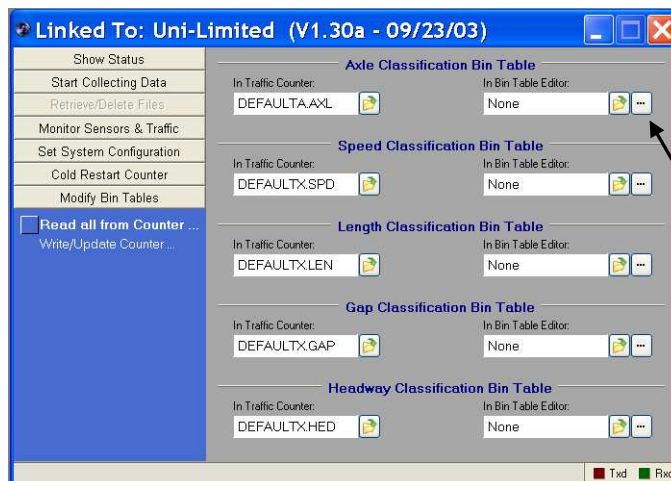 Linked To: Uni-Limited (V1.30a - 09/23/03)
Show Status
Start Collecting Data
Retrieve/Delete Files
Monitor Sensors & Traffic
Set System Configuration
Cold Restart Counter
Modify Bin Tables
Read all from Counter ...
Write/Update Counter ...
Axle Classification Bin Table
In Traffic Counter: In Bin Table Editor:
DEFAULTA.AXL None ...
Speed Classification Bin Table
In Traffic Counter: In Bin Table Editor:
DEFAULTX.SPD None ...
Length Classification Bin Table
In Traffic Counter: In Bin Table Editor:
DEFAULTX.LEN None ...
Gap Classification Bin Table
In Traffic Counter: In Bin Table Editor:
DEFAULTX.GAP None ...
Headway Classification Bin Table
In Traffic Counter: In Bin Table Editor:
DEFAULTX.HED None ...
Txd Rxd